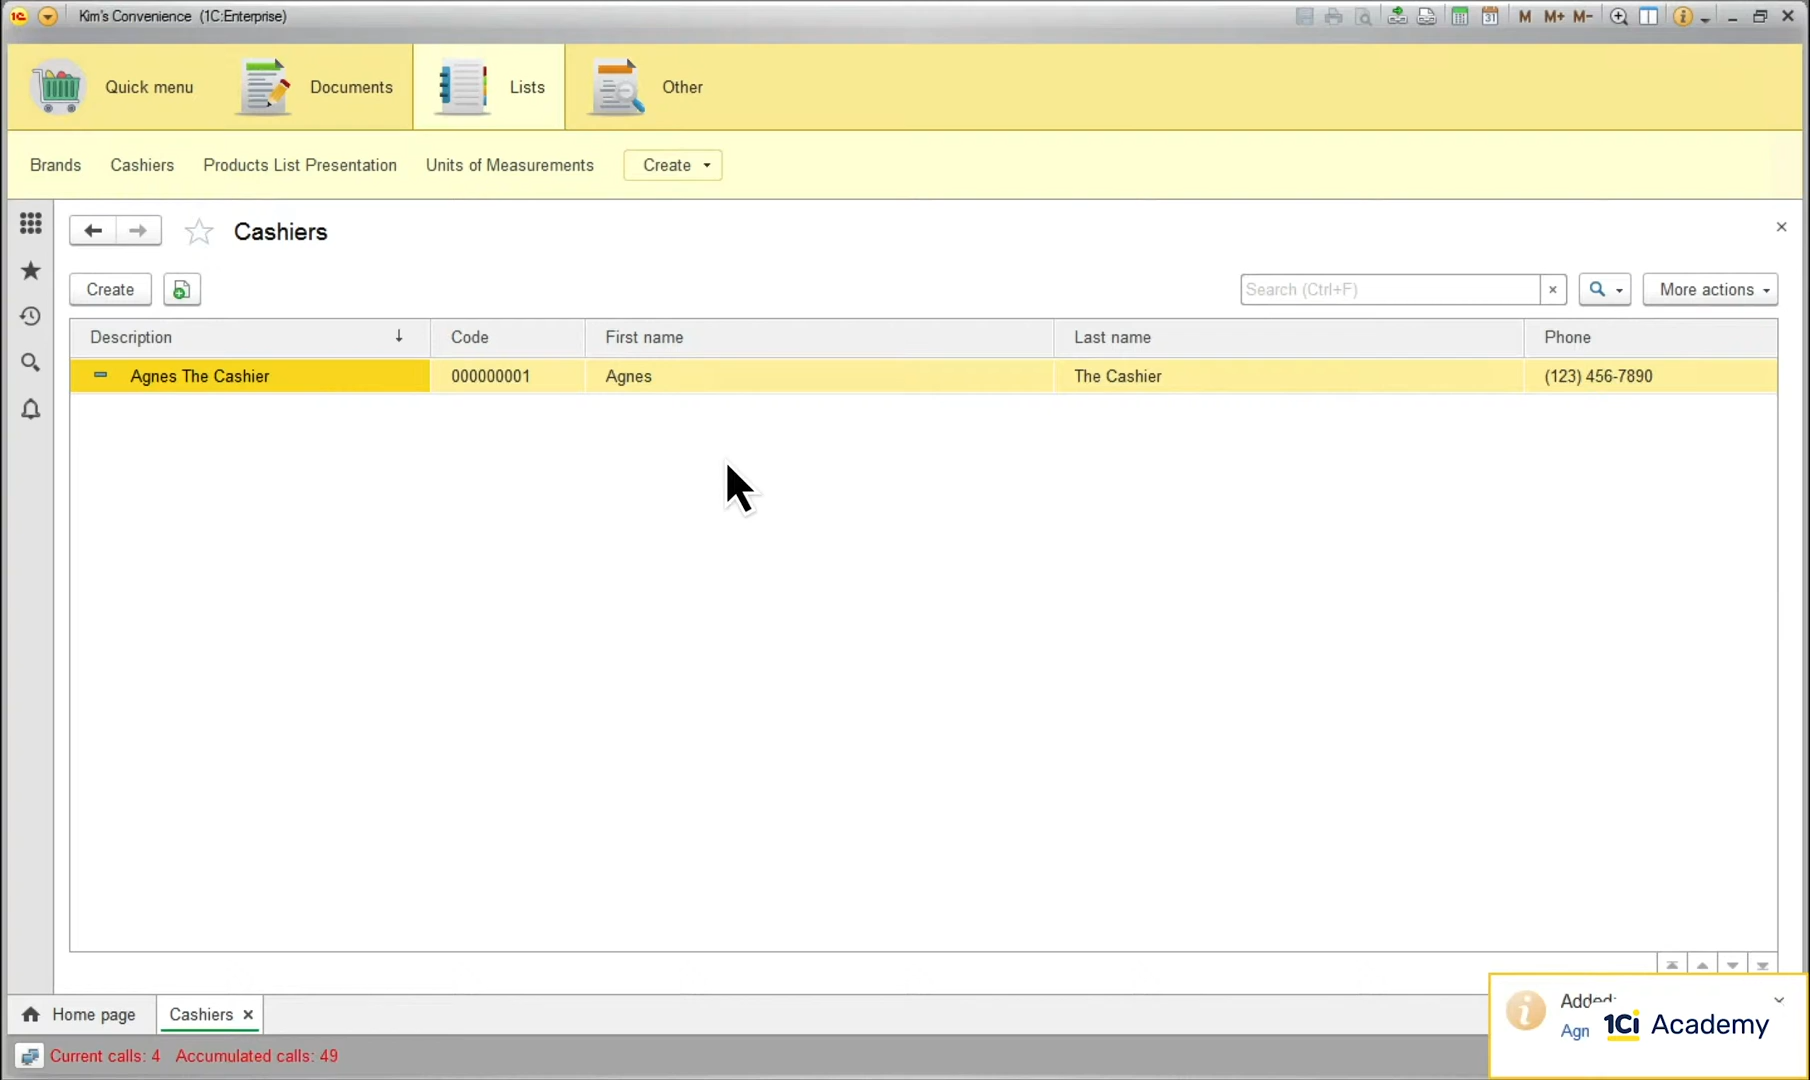 Kim's Convenience (1C:Enterprise)
31 M M+ M-
Quick menu Documents Lists Other
Brands Cashiers Products List Presentation Units of Measurements Create
Cashiers
Create Search (Ctrl+F) More actions
Description Code First name Last name Phone
Agnes The Cashier 000000001 Agnes The Cashier (123) 456-7890
Added:
Agn
1Ci Academy
Home page Cashiers
Current calls: 4 Accumulated calls: 49